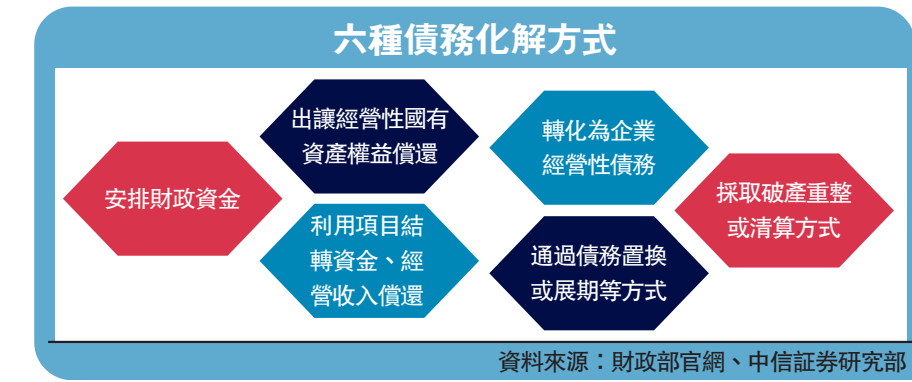 六種債務化解方式
安排財政資金
出讓經營性國有
資產權益償還
利用項目結
轉資金、經
營收入償還
轉化為企業
經營性債務
通過債務置換
或展期等方式
採取破產重整
或清算方式
資料來源：財政部官網、中信証券研究部